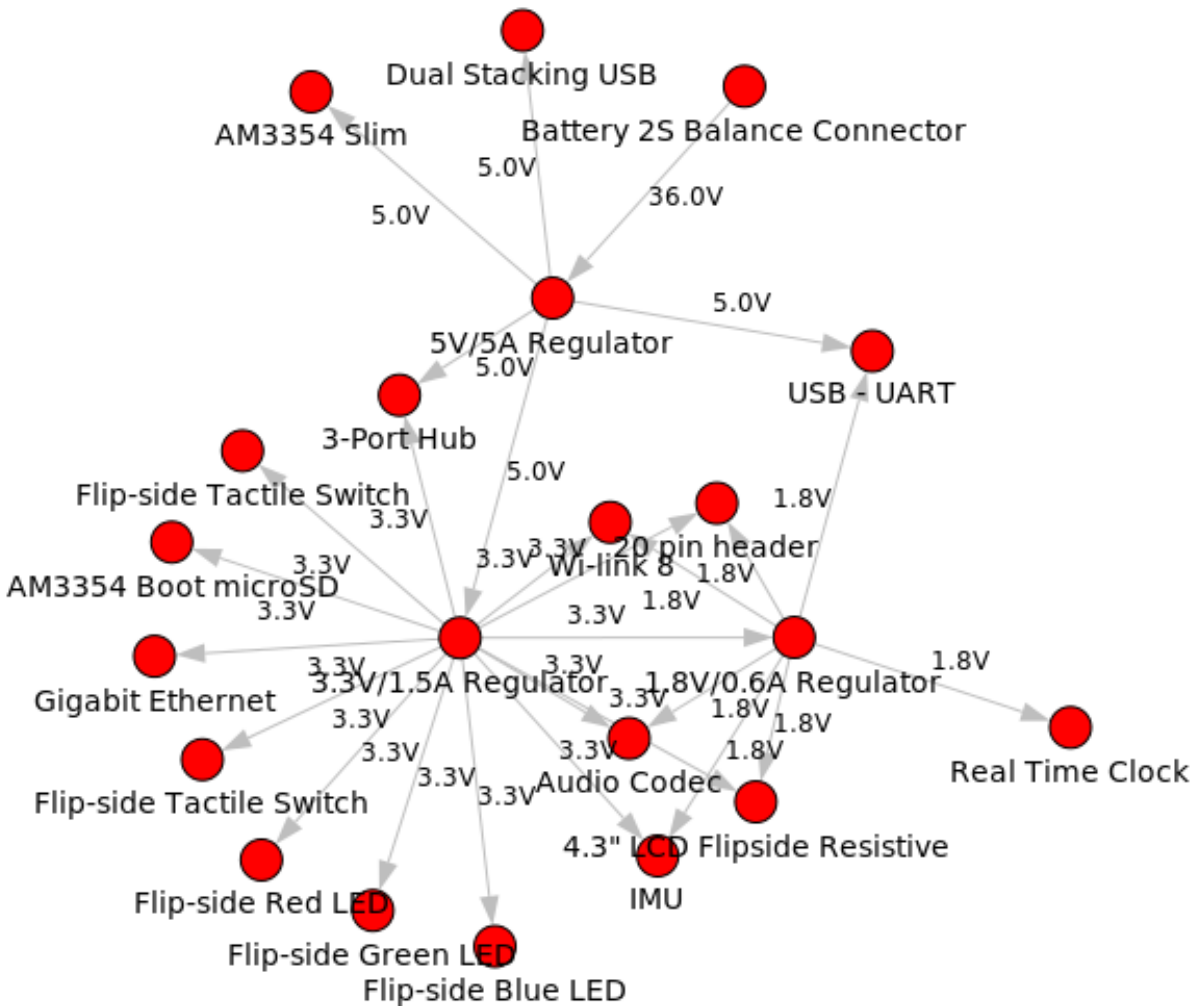 Dual Stacking USB
AM3354 Slim
Battery 2S Balance Connector
5.0V
36.0V
5.0V
5.0V
5V/5A Regulator
5.0V
USB - UART
3-Port Hub
5.0V
Flip-side Tactile Switch
1.8V
3.3V
20 pin header
3.3V
3.3V
Wi-link 8
3.3V
1.8V
AM3354 Boot microSD
1.8V
3.3V
3.3V
1.8V
3.3V
3.3V
3.3V/1.5A Regulator
1.8V/0.6A Regulator
Gigabit Ethernet
3.3V
1.8V
3.3V
1.8V
3.3V
3.3V
1.8V
Real Time Clock
3.3V
Audio Codec
3.3V
Flip-side Tactile Switch
4.3" LCD Flipside Resistive
IMU
Flip-side Red LED
Flip-side Green LED
Flip-side Blue LED